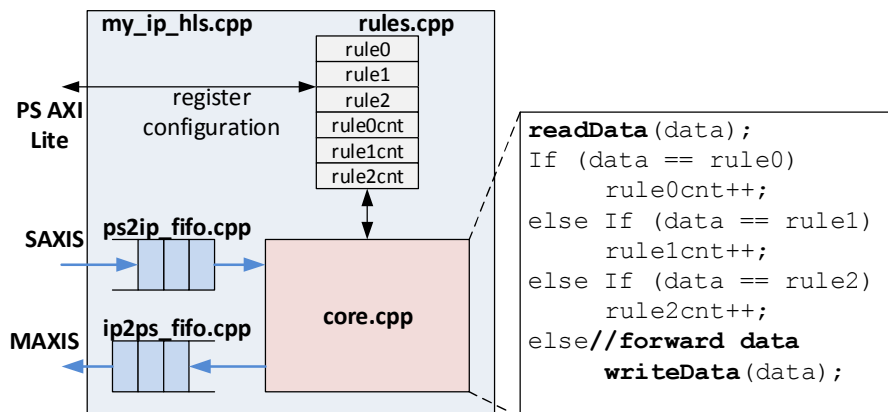 my_ip_hls.cpp
rules.cpp
rule0
rule1
rule2
rule0cnt
rule1cnt
rule2cnt
PS AXI
Lite
register
configuration
SAXIS
ps2ip_fifo.cpp
MAXIS
ip2ps_fifo.cpp
core.cpp
readData(data);
If (data == rule0)
rule0cnt++;
else If (data == rule1)
rule1cnt++;
else If (data == rule2)
rule2cnt++;
else//forward data
writeData(data);